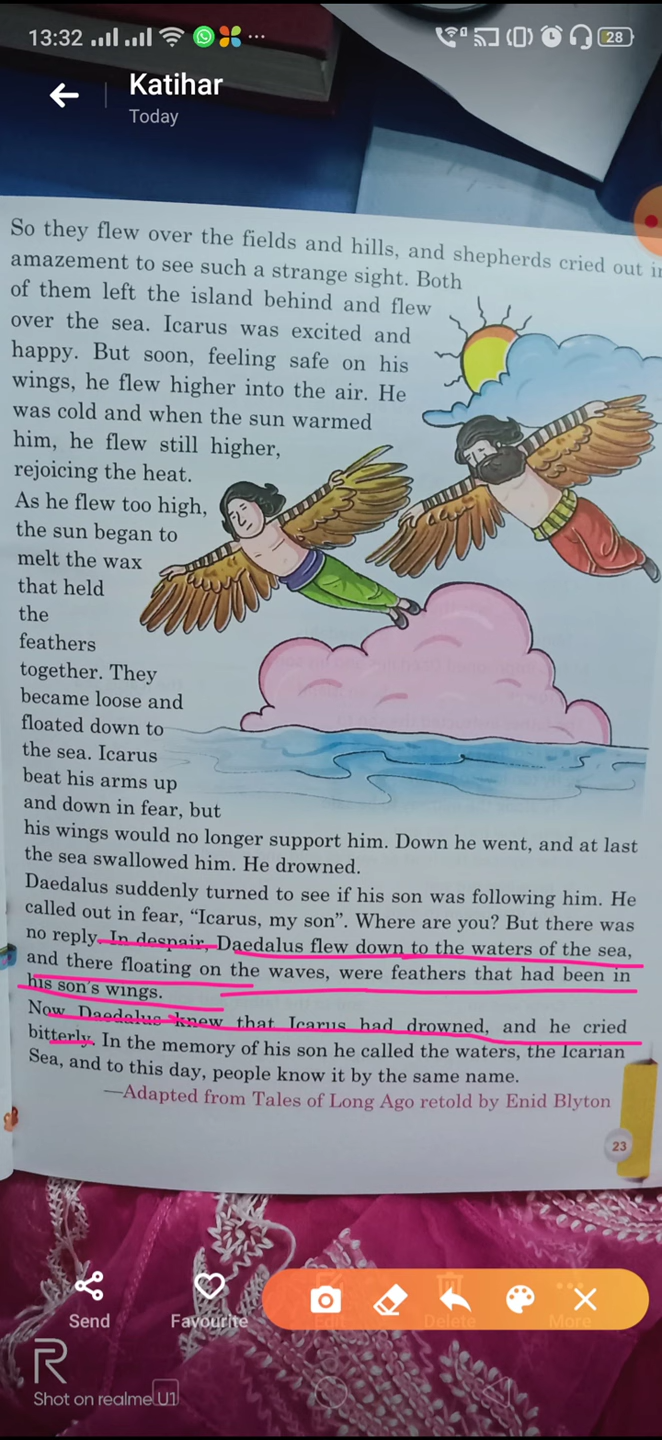 13:32
28
Katihar
Today
So they flew over the fields and hills, and shepherds cried out in
amazement to see such a strange sight. Both
of them left the island behind and flew
over the sea. Icarus was excited and
happy. But soon, feeling safe on his
wings, he flew higher into the air. He
was cold and when the sun warmed
him, he flew still higher,
rejoicing the heat.
As he flew too high,
the sun began to
melt the wax
that held
the
feathers
together. They
became loose and
floated down to
the sea. Icarus
beat his arms up
and down in fear, but
his wings would no longer support him. Down he went, and at last
the sea swallowed him. He drowned.
Daedalus suddenly turned to see if his son was following him. He
called out in fear, “Icarus, my son”. Where are you? But there was
no reply. In despair, Daedalus flew down to the waters of the sea,
and there floating on the waves, were feathers that had been in
his son's wings.
Now Daedalus knew that Icarus had drowned, and he cried
bitterly. In the memory of his son he called the waters, the Icarian
Sea, and to this day, people know it by the same name.
—Adapted from Tales of Long Ago retold by Enid Blyton
23
Send
Favourite
Edit
Delete
More
R
Shot on realme U1